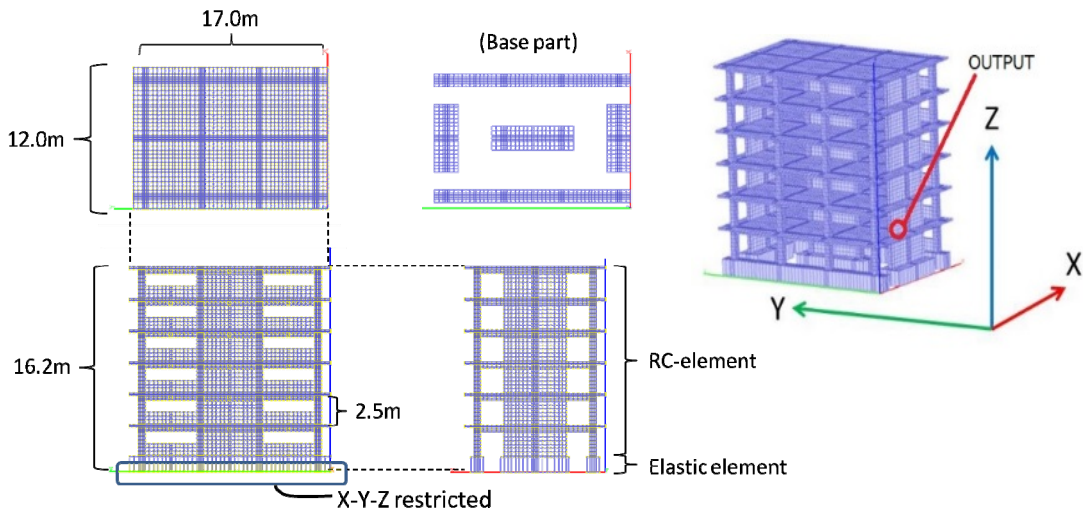 17.0m
(Base part)
OUTPUT
12.0m
Z
X
Y
16.2m
2.5m
RC-element
Elastic element
X-Y-Z restricted